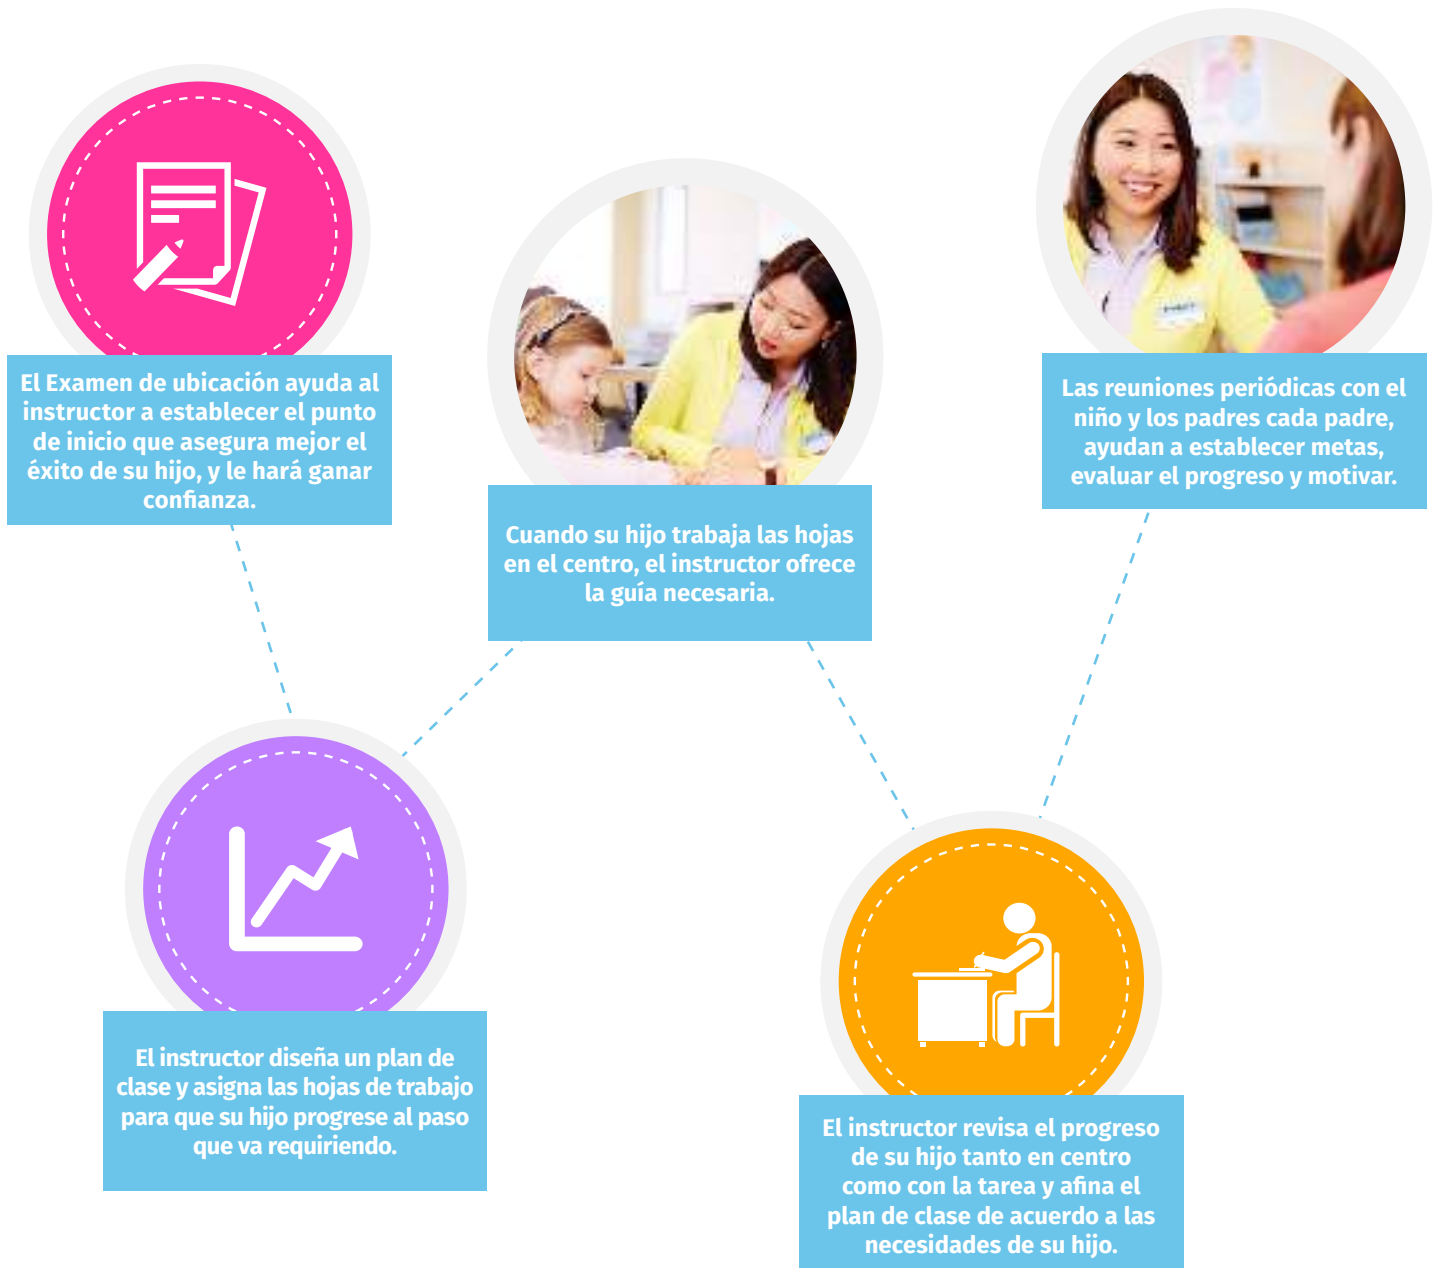 El Examen de ubicación ayuda al
instructor a establecer el punto
de inicio que asegura mejor el
éxito de su hijo, y le hará ganar
confianza.
El instructor diseña un plan de
clase y asigna las hojas de trabajo
para que su hijo progrese al paso
que va requiriendo.
Cuando su hijo trabaja las hojas
en el centro, el instructor ofrece
la guía necesaria.
El instructor revisa el progreso
de su hijo tanto en centro
como con la tarea y afina el
plan de clase de acuerdo a las
necesidades de su hijo.
Las reuniones periódicas con el
niño y los padres cada padre,
ayudan a establecer metas,
evaluar el progreso y motivar.